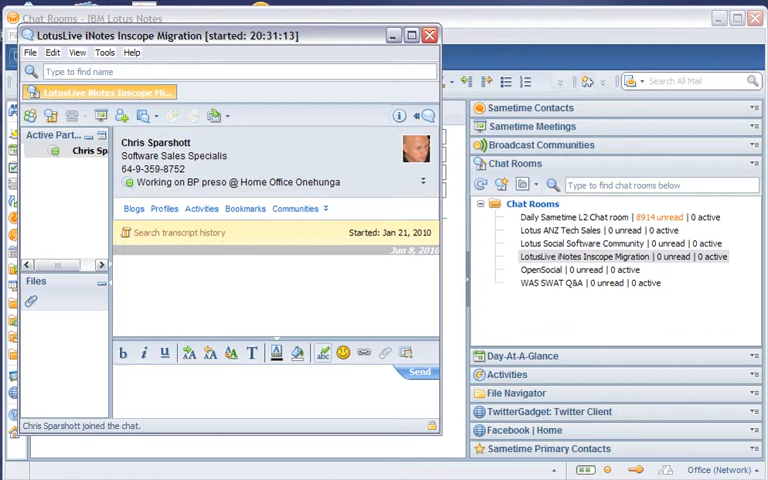 Chat Rooms - IBM Lotus Notes
LotusLive iNotes Inscope Migration [started: 20:31:13]
File Edit View Tools Help
Type to find name
LotusLive iNotes Inscope Mi...
Active Part...
Chris Sp
Chris Sparshott
Software Sales Specialis
64-9-359-8752
Working on BP preso @ Home Office Onehunga
Blogs Profiles Activities Bookmarks Communities
Search transcript history Started: Jan 21, 2010
Jun 8, 2010
Files
b i u T
Send
Chris Sparshott joined the chat.
Search All Mail
Sametime Contacts
Sametime Meetings
Broadcast Communities
Chat Rooms
Type to find chat rooms below
Chat Rooms
Daily Sametime L2 Chat room | 8914 unread | 0 active
Lotus ANZ Tech Sales | 0 unread | 0 active
Lotus Social Software Community | 0 unread | 0 active
LotusLive iNotes Inscope Migration | 0 unread | 0 active
OpenSocial | 0 unread | 0 active
WAS SWAT Q&A | 0 unread | 0 active
Day-At-A-Glance
Activities
File Navigator
TwitterGadget: Twitter Client
Facebook | Home
Sametime Primary Contacts
Office (Network)